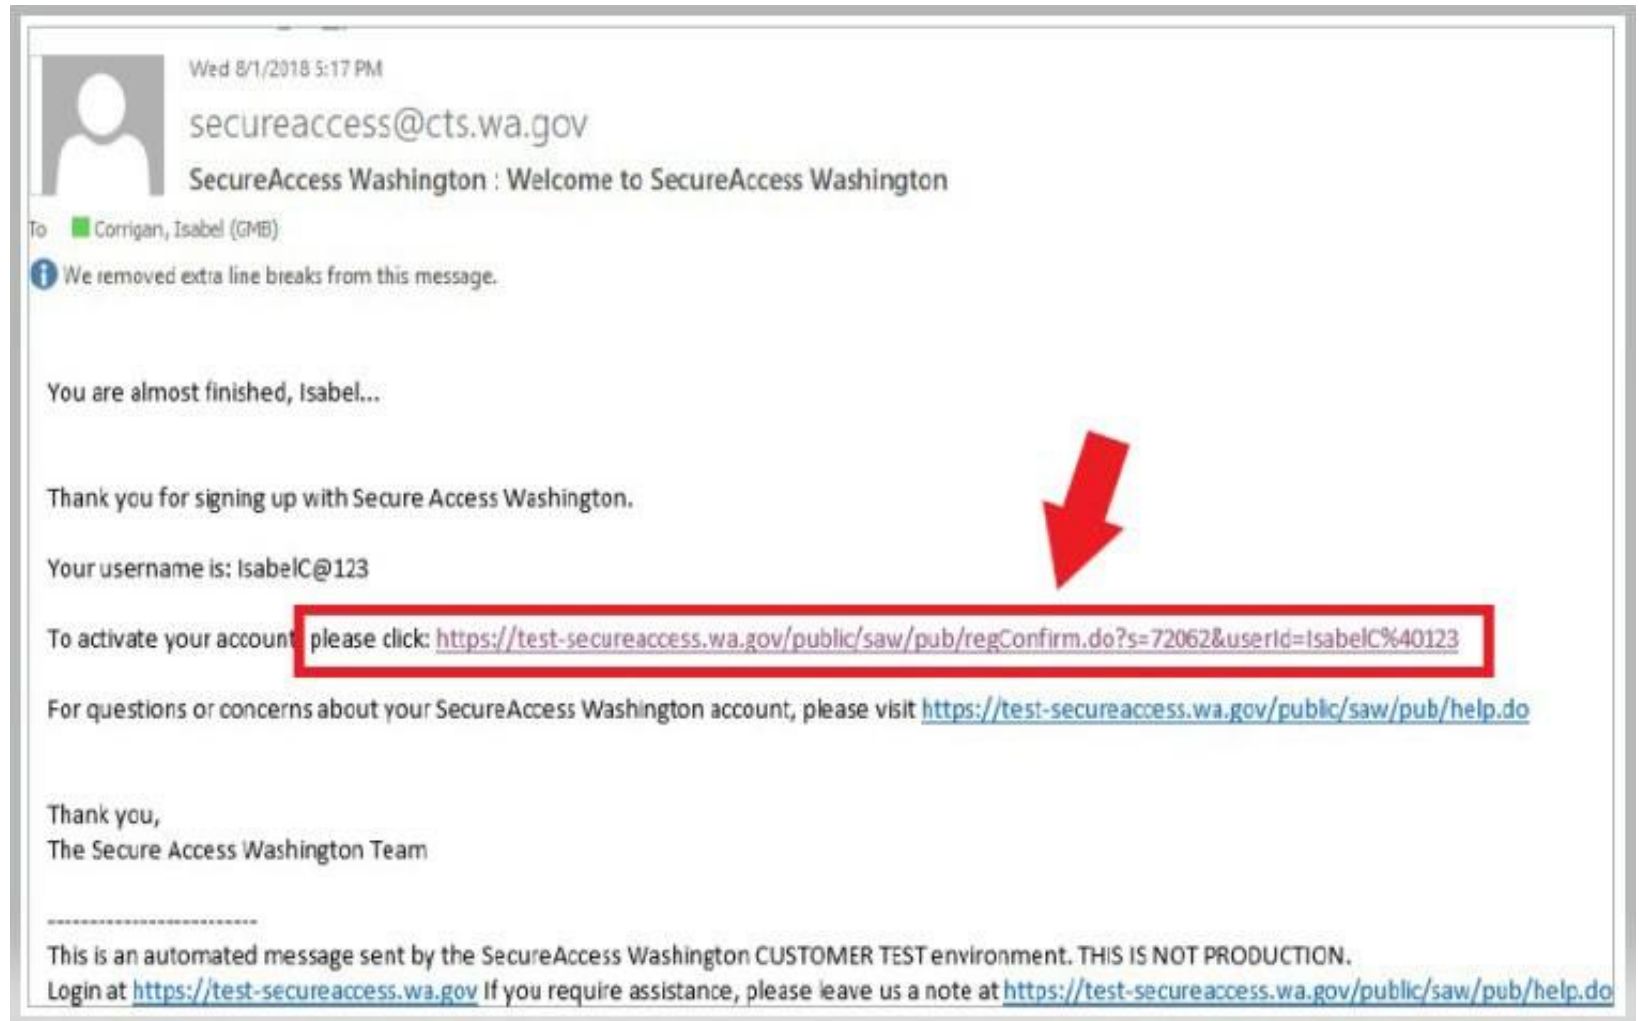 Wed 8/1/2018 5:17 PM
secureaccess@cts.wa.gov
SecureAccess Washington : Welcome to SecureAccess Washington
To Corrigan, Isabel (GMB)
We removed extra line breaks from this message.
You are almost finished, Isabel...
Thank you for signing up with Secure Access Washington.
Your username is: IsabelC@123
To activate your account please click: https://test-secureaccess.wa.gov/public/saw/pub/regConfirm.do?s=72062&userId=IsabelC%40123
For questions or concerns about your SecureAccess Washington account, please visit https://test-secureaccess.wa.gov/public/saw/pub/help.do
Thank you,
The Secure Access Washington Team
-------------------------
This is an automated message sent by the SecureAccess Washington CUSTOMER TEST environment. THIS IS NOT PRODUCTION.
Login at https://test-secureaccess.wa.gov If you require assistance, please leave us a note at https://test-secureaccess.wa.gov/public/saw/pub/help.do